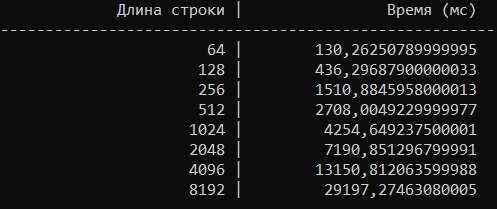 Длина строки | Время (мс)
------------------------------------------------------------
64 | 130,26250789999995
128 | 436,29687900000033
256 | 1510,8845958000013
512 | 2708,0049229999977
1024 | 4254,649237500001
2048 | 7190,851296799991
4096 | 13150,812063599988
8192 | 29197,27463080005